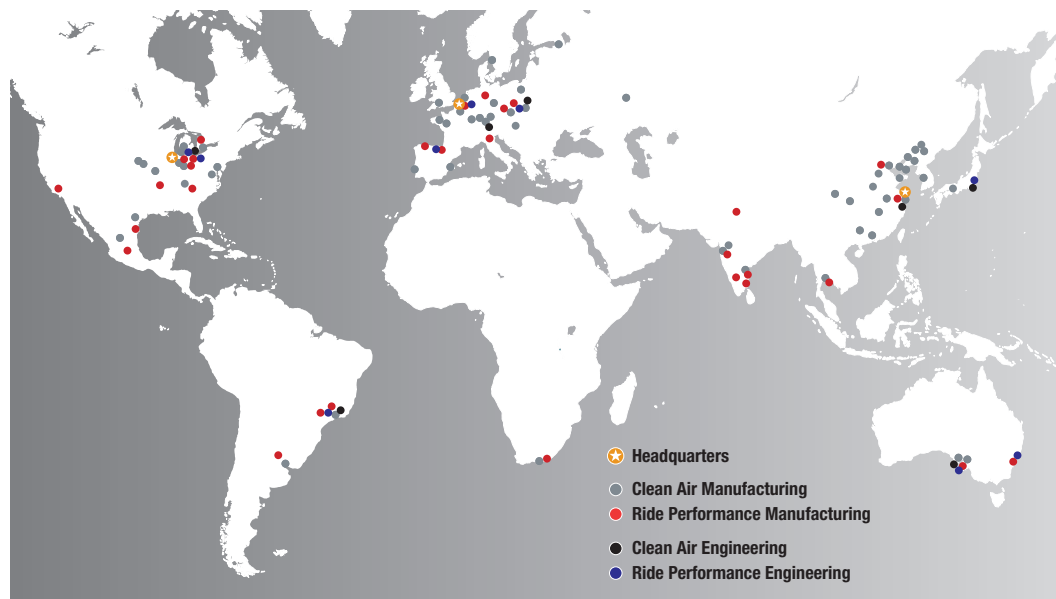 Headquarters
Clean Air Manufacturing
Ride Performance Manufacturing
Clean Air Engineering
Ride Performance Engineering